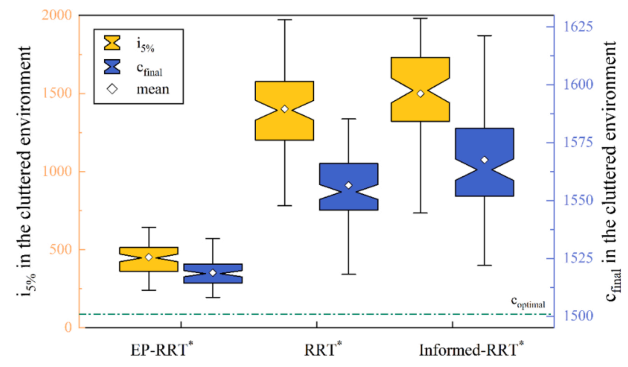 2000
1500
1000
500
0
i5% in the cluttered environment
i5%
cfinal
mean
coptimal
EP-RRT*
RRT*
Informed-RRT*
1625
1600
1575
1550
1525
1500
cfinal in the cluttered environment